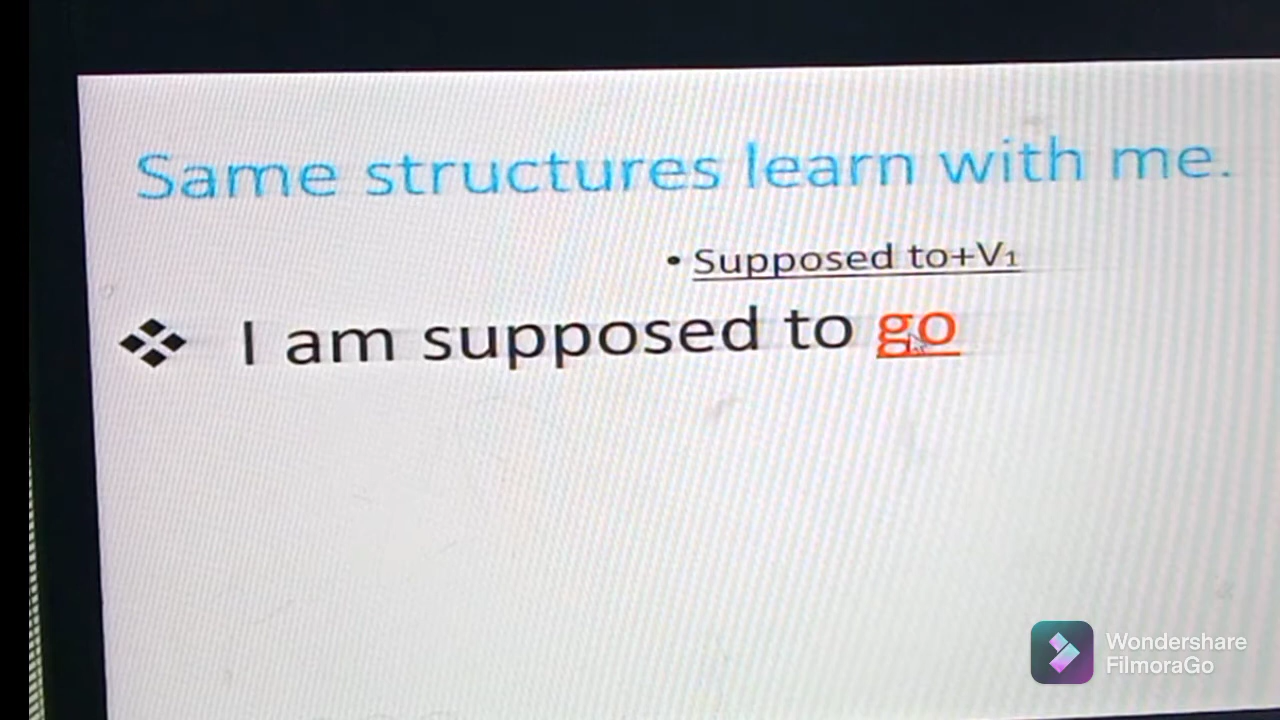 Same structures learn with me.
• Supposed to+V₁
❖ I am supposed to go
Wondershare
FilmoraGo